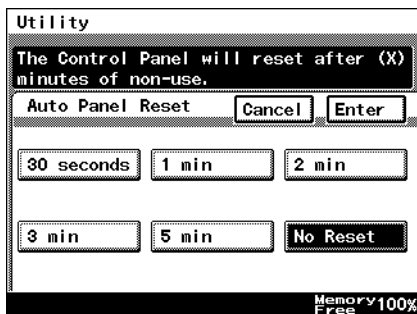 Utility
The Control Panel will reset after (X)
minutes of non-use.
Auto Panel Reset Cancel Enter
30 seconds 1 min 2 min
3 min 5 min No Reset
Memory
Free 100%